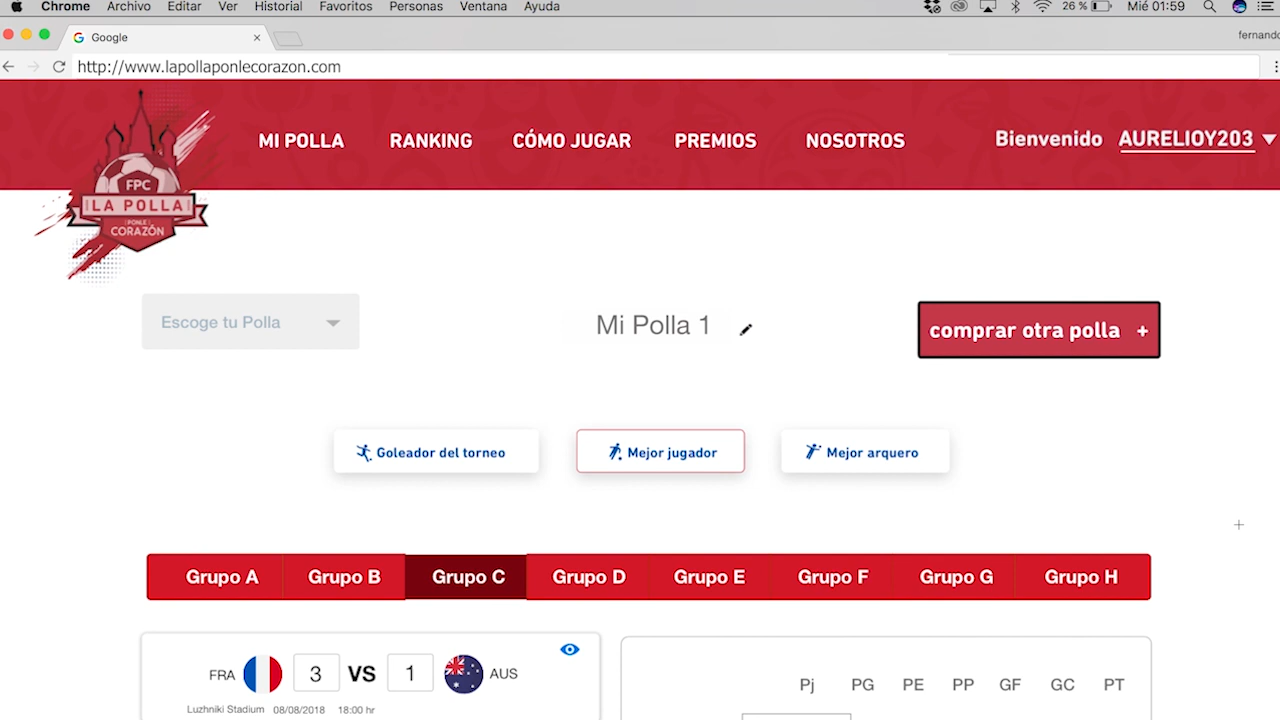 Chrome Archivo Editar Ver Historial Favoritos Personas Ventana Ayuda 26 % Mié 01:59
Google
fernando
http://www.lapollaponlecorazon.com
MI POLLA RANKING CÓMO JUGAR PREMIOS NOSOTROS Bienvenido AURELIOY203
FPC
LA POLLA
PONLE
CORAZÓN
Escoge tu Polla
Mi Polla 1
comprar otra polla +
Goleador del torneo Mejor jugador Mejor arquero
Grupo A Grupo B Grupo C Grupo D Grupo E Grupo F Grupo G Grupo H
FRA 3 VS 1 AUS
Luzhniki Stadium 08/08/2018 18:00 hr
Pj PG PE PP GF GC PT